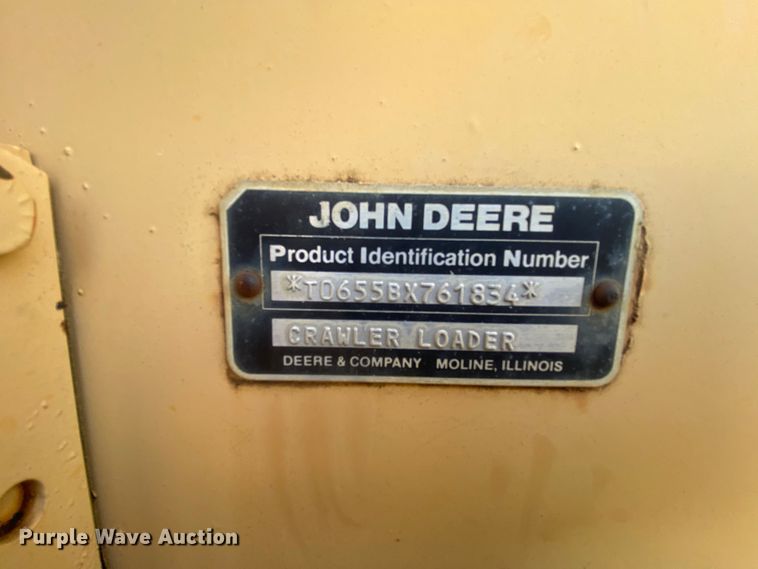 JOHN DEERE
Product Identification Number
*T0655BX761834*
CRAWLER LOADER
DEERE & COMPANY MOLINE, ILLINOIS
Purple Wave Auction